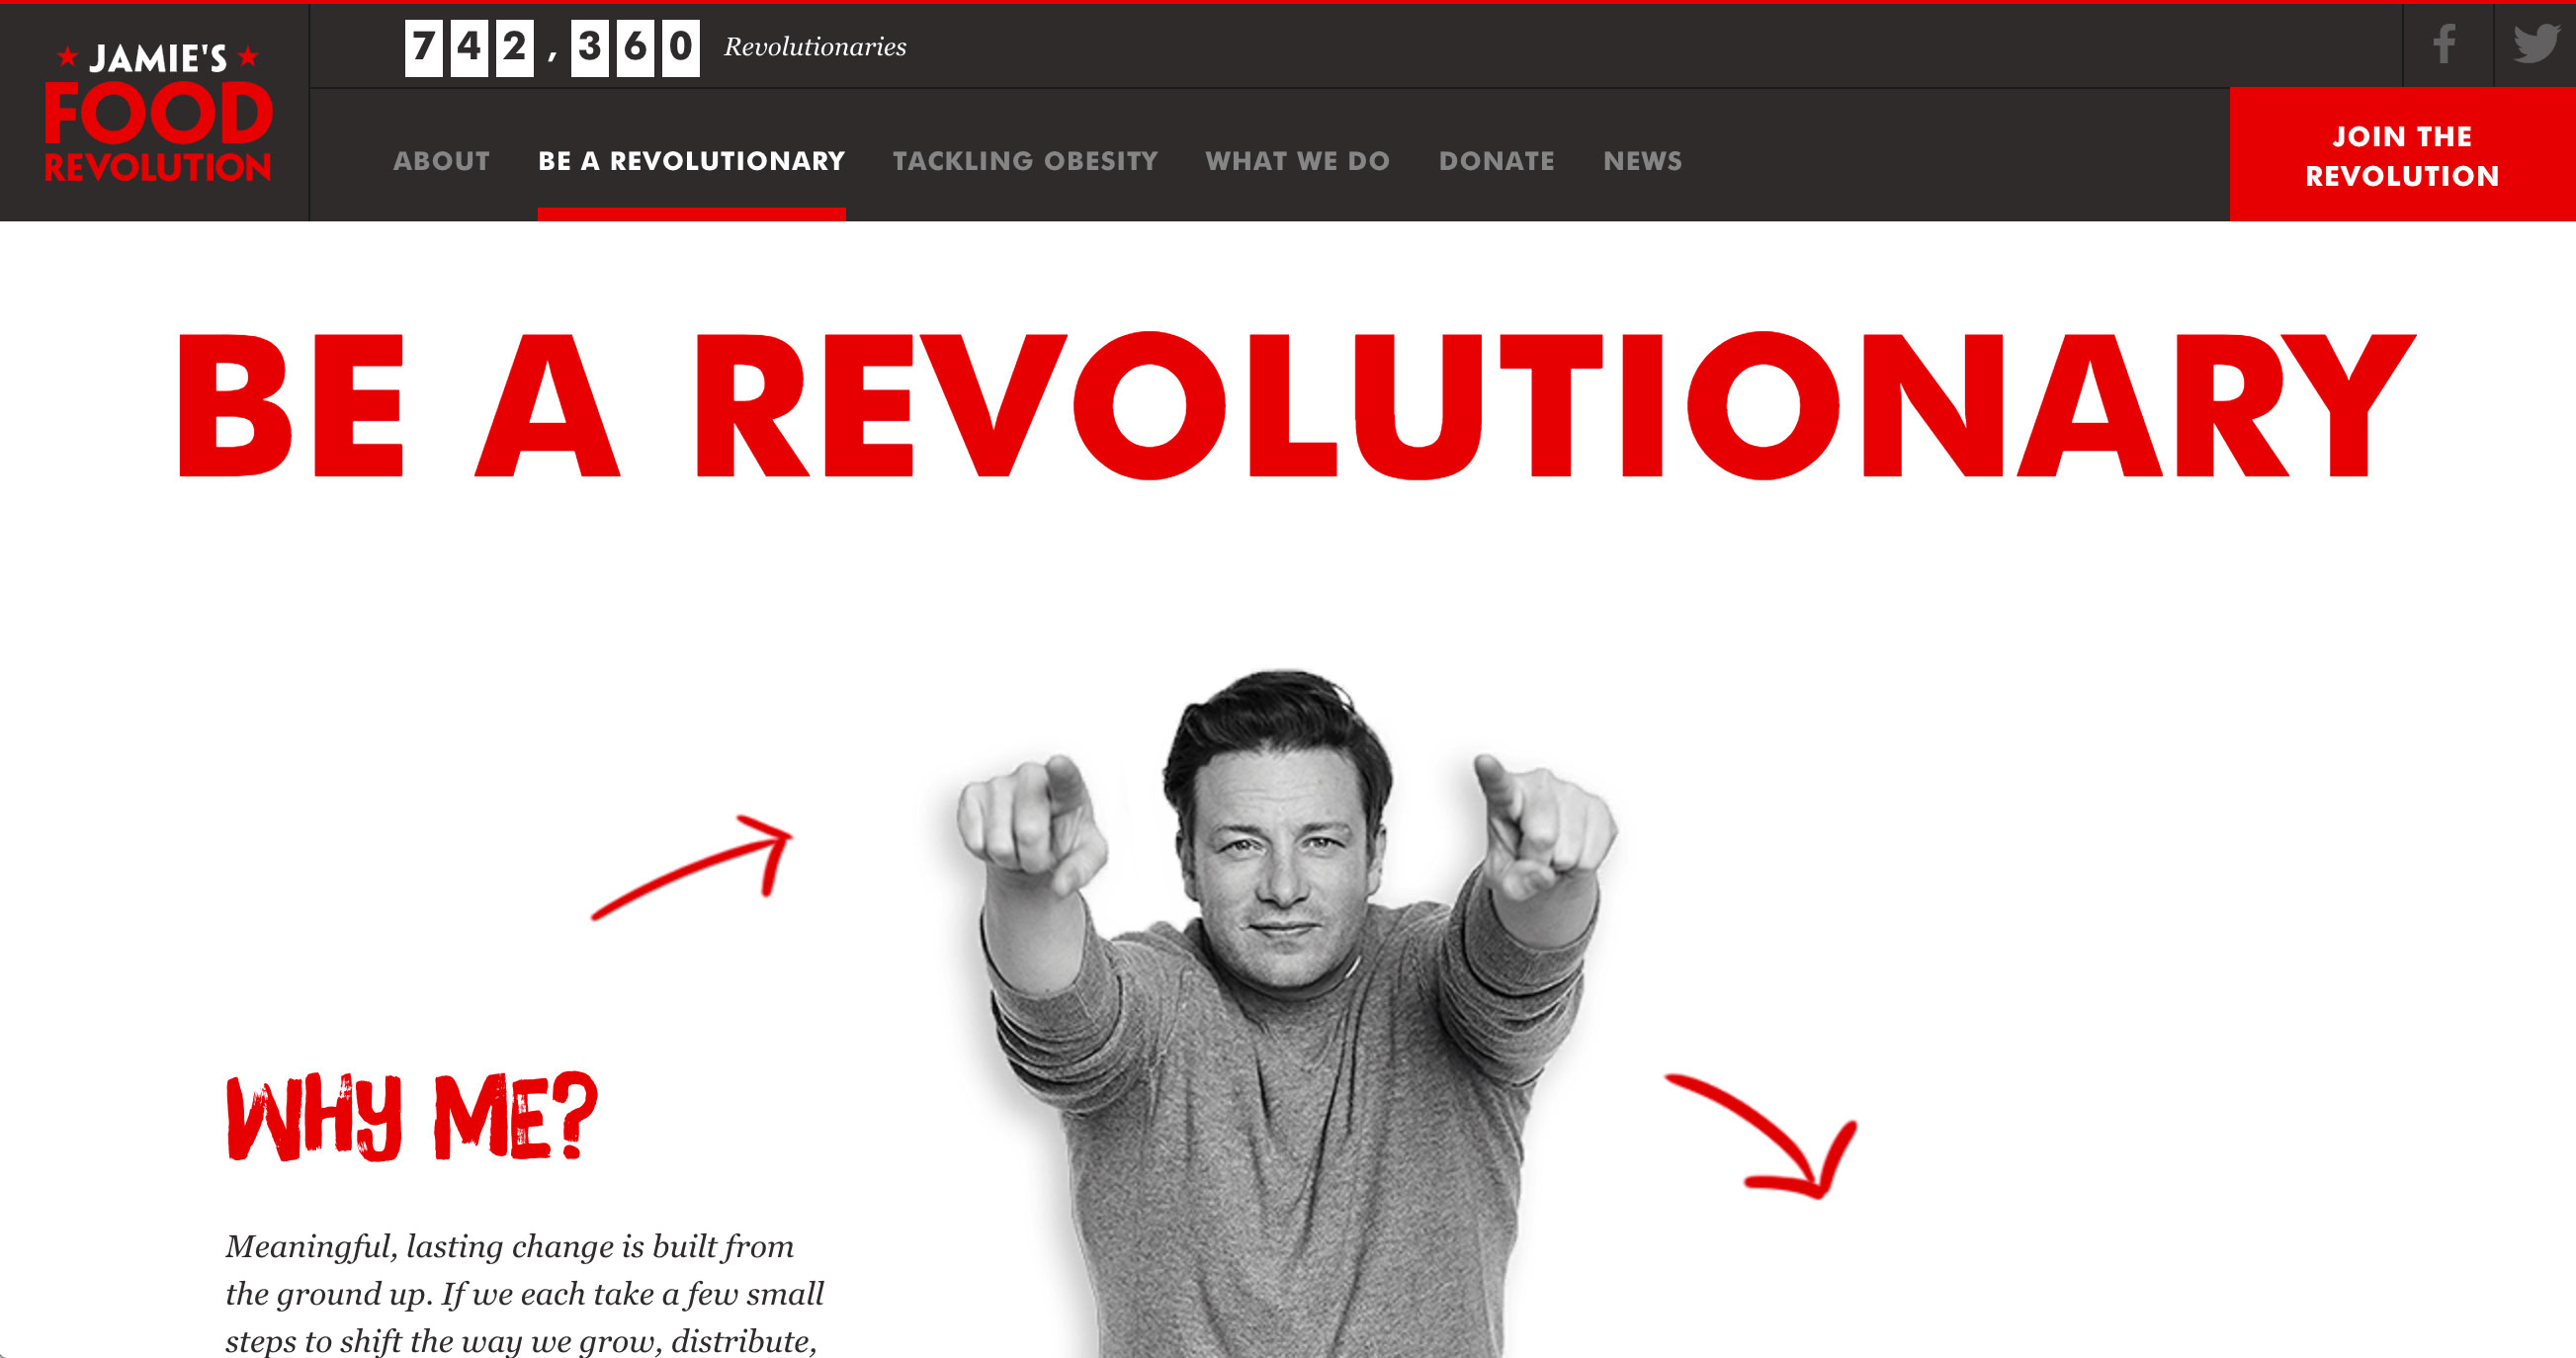 JAMIE'S
FOOD
REVOLUTION
742,360 Revolutionaries
ABOUT BE A REVOLUTIONARY TACKLING OBESITY WHAT WE DO DONATE NEWS
JOIN THE
REVOLUTION
BE A REVOLUTIONARY
WHY ME?
Meaningful, lasting change is built from
the ground up. If we each take a few small
steps to shift the way we grow, distribute,